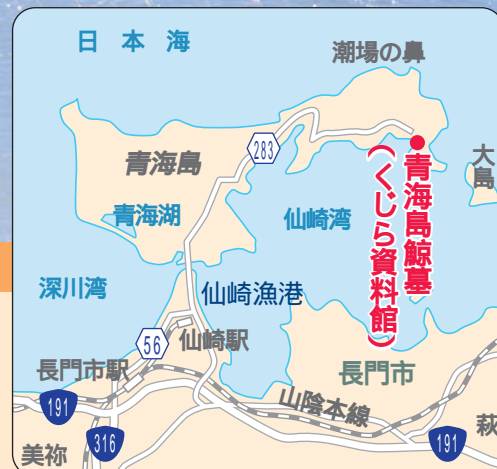 日本海
潮場の鼻
283
青海島
大島
青海島鯨墓
(くじら資料館)
青海湖
仙崎湾
深川湾
仙崎漁港
56
仙崎駅
長門市駅
長門市
191
山陰本線
萩
316
191
美祢